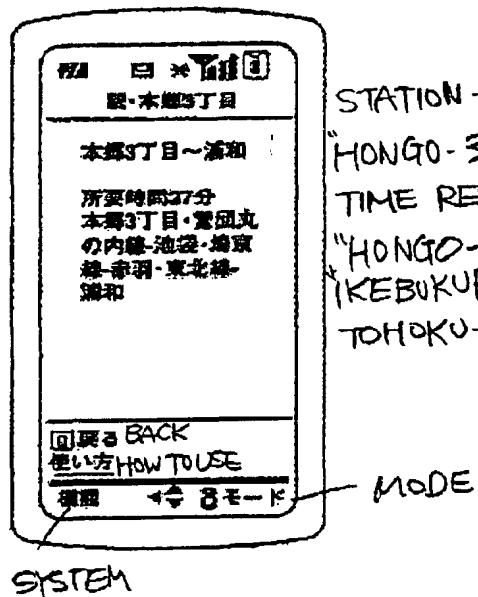 駅・本郷3丁目
本郷3丁目～浦和
所要時間27分
本郷3丁目・営団丸
の内線-池袋・埼京
線-赤羽・東北線-
浦和
0戻る BACK
使い方 HOW TO USE
モード
MODE
SYSTEM
STATION-
"HONGO-3
TIME RE
"HONGO-
IKEBUKU
TOHOKU-